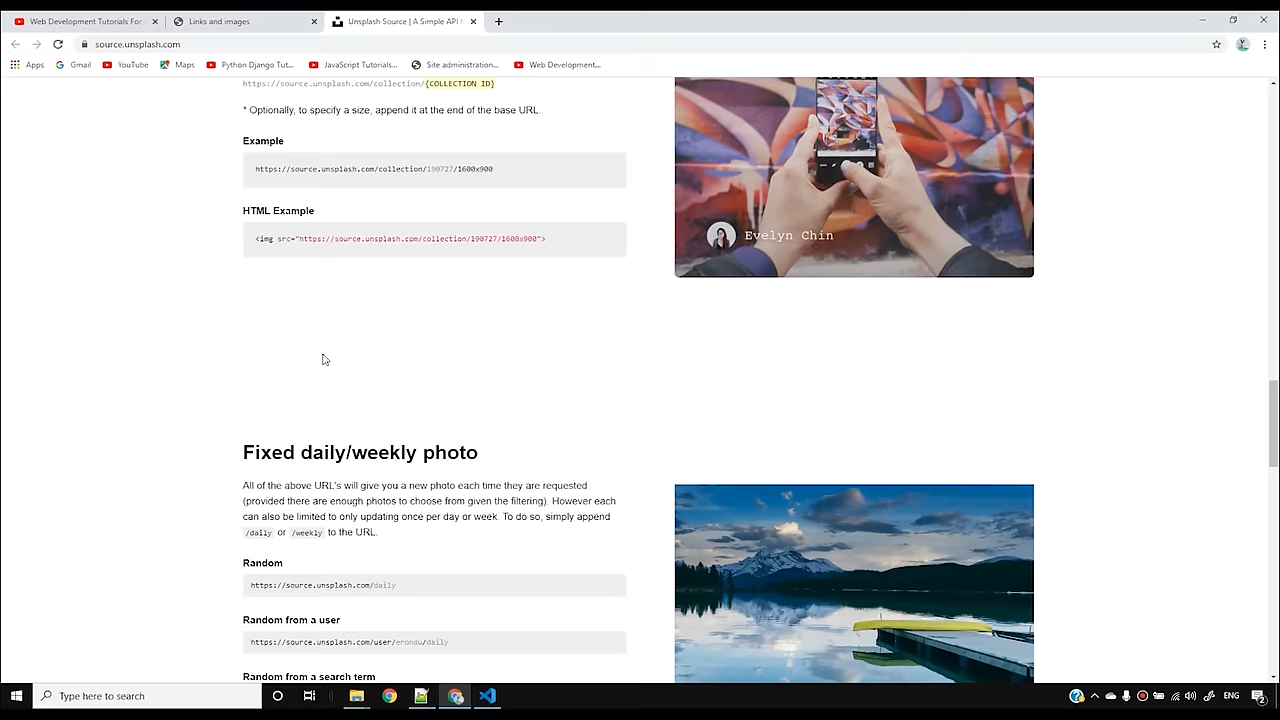 Web Development Tutorials For
Links and images
Unsplash Source | A Simple API
source.unsplash.com
Apps
Gmail
YouTube
Maps
Python Django Tut...
JavaScript Tutorials...
Site administration...
Web Development...
https://source.unsplash.com/collection/{COLLECTION ID}
* Optionally, to specify a size, append it at the end of the base URL.
Example
https://source.unsplash.com/collection/190727/1600x900
HTML Example
<img src="https://source.unsplash.com/collection/190727/1600x900">
Evelyn Chin
Fixed daily/weekly photo
All of the above URL's will give you a new photo each time they are requested
(provided there are enough photos to choose from given the filtering). However each
can also be limited to only updating once per day or week. To do so, simply append
/daily or /weekly to the URL.
Random
https://source.unsplash.com/daily
Random from a user
https://source.unsplash.com/user/erondu/daily
Random from a search term
Type here to search
ENG
2